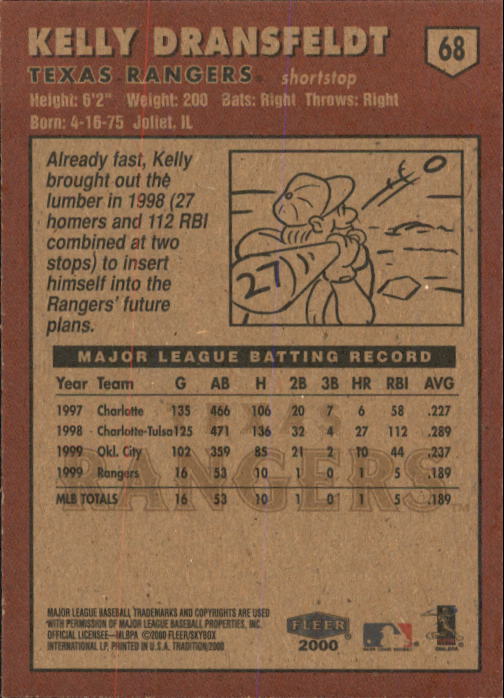 KELLY DRANSFELDT
68
TEXAS RANGERS shortstop
Height: 6'2" Weight: 200 Bats: Right Throws: Right
Born: 4-16-75 Joliet, IL
Already fast, Kelly
brought out the
lumber in 1998 (27
homers and 112 RBI
combined at two
stops) to insert
himself into the
Rangers' future
plans.
27
MAJOR LEAGUE BATTING RECORD
Year Team G AB H 2B 3B HR RBI AVG
1997 Charlotte 135 466 106 20 7 6 58 .227
1998 Charlotte-Tulsa 125 471 136 32 4 27 112 .289
1999 Okl. City 102 359 85 21 2 10 44 .237
1999 Rangers 16 53 10 1 0 1 5 .189
MLB TOTALS 16 53 10 1 0 1 5 .189
TEXAS
RANGERS
MAJOR LEAGUE BASEBALL TRADEMARKS AND COPYRIGHTS ARE USED
WITH PERMISSION OF MAJOR LEAGUE BASEBALL PROPERTIES, INC.
OFFICIAL LICENSEE—MLBPA ©2000 FLEER/SKYBOX
INTERNATIONAL LP, PRINTED IN U.S.A. TRADITION/2000
FLEER
2000